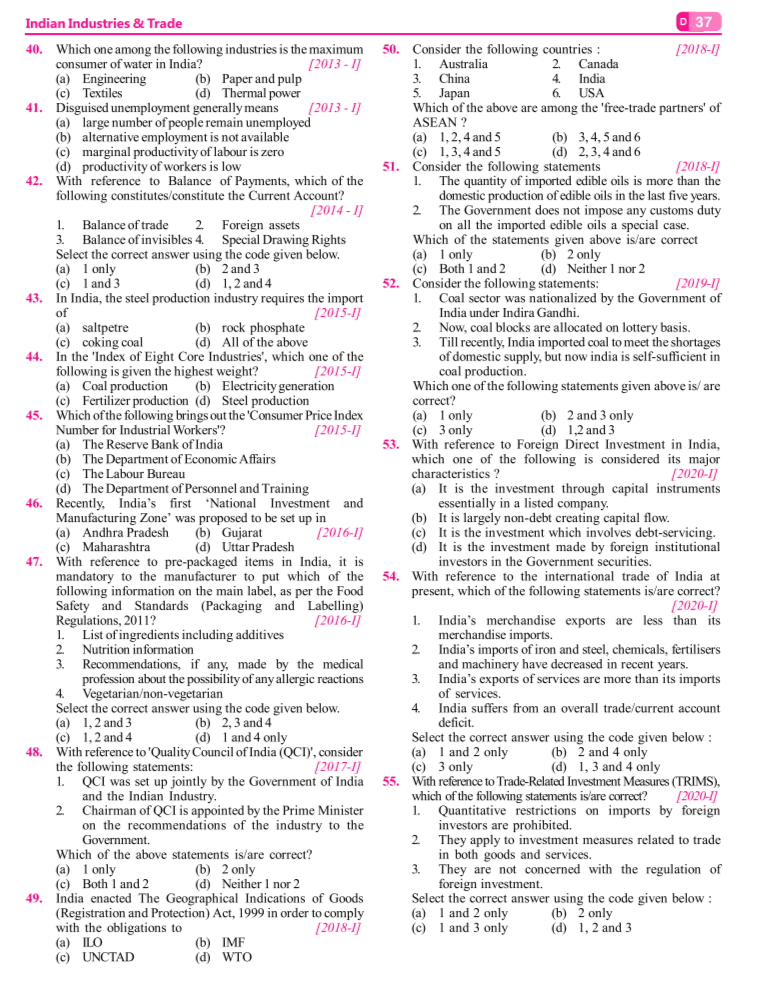 Indian Industries & Trade
D 37
40. Which one among the following industries is the maximum
consumer of water in India? [2013 - I]
(a) Engineering (b) Paper and pulp
(c) Textiles (d) Thermal power
41. Disguised unemployment generally means [2013 - I]
(a) large number of people remain unemployed
(b) alternative employment is not available
(c) marginal productivity of labour is zero
(d) productivity of workers is low
42. With reference to Balance of Payments, which of the
following constitutes/constitute the Current Account?
[2014 - I]
1. Balance of trade 2. Foreign assets
3. Balance of invisibles 4. Special Drawing Rights
Select the correct answer using the code given below.
(a) 1 only (b) 2 and 3
(c) 1 and 3 (d) 1, 2 and 4
43. In India, the steel production industry requires the import
of [2015-I]
(a) saltpetre (b) rock phosphate
(c) coking coal (d) All of the above
44. In the 'Index of Eight Core Industries', which one of the
following is given the highest weight? [2015-I]
(a) Coal production (b) Electricity generation
(c) Fertilizer production (d) Steel production
45. Which of the following brings out the 'Consumer Price Index
Number for Industrial Workers'? [2015-I]
(a) The Reserve Bank of India
(b) The Department of Economic Affairs
(c) The Labour Bureau
(d) The Department of Personnel and Training
46. Recently, India's first 'National Investment and
Manufacturing Zone' was proposed to be set up in
(a) Andhra Pradesh (b) Gujarat [2016-I]
(c) Maharashtra (d) Uttar Pradesh
47. With reference to pre-packaged items in India, it is
mandatory to the manufacturer to put which of the
following information on the main label, as per the Food
Safety and Standards (Packaging and Labelling)
Regulations, 2011? [2016-I]
1. List of ingredients including additives
2. Nutrition information
3. Recommendations, if any, made by the medical
profession about the possibility of any allergic reactions
4. Vegetarian/non-vegetarian
Select the correct answer using the code given below.
(a) 1, 2 and 3 (b) 2, 3 and 4
(c) 1, 2 and 4 (d) 1 and 4 only
48. With reference to 'Quality Council of India (QCI)', consider
the following statements: [2017-I]
1. QCI was set up jointly by the Government of India
and the Indian Industry.
2. Chairman of QCI is appointed by the Prime Minister
on the recommendations of the industry to the
Government.
Which of the above statements is/are correct?
(a) 1 only (b) 2 only
(c) Both 1 and 2 (d) Neither 1 nor 2
49. India enacted The Geographical Indications of Goods
(Registration and Protection) Act, 1999 in order to comply
with the obligations to [2018-I]
(a) ILO (b) IMF
(c) UNCTAD (d) WTO
50. Consider the following countries : [2018-I]
1. Australia 2. Canada
3. China 4. India
5. Japan 6. USA
Which of the above are among the 'free-trade partners' of
ASEAN ?
(a) 1, 2, 4 and 5 (b) 3, 4, 5 and 6
(c) 1, 3, 4 and 5 (d) 2, 3, 4 and 6
51. Consider the following statements [2018-I]
1. The quantity of imported edible oils is more than the
domestic production of edible oils in the last five years.
2. The Government does not impose any customs duty
on all the imported edible oils a special case.
Which of the statements given above is/are correct
(a) 1 only (b) 2 only
(c) Both 1 and 2 (d) Neither 1 nor 2
52. Consider the following statements: [2019-I]
1. Coal sector was nationalized by the Government of
India under Indira Gandhi.
2. Now, coal blocks are allocated on lottery basis.
3. Till recently, India imported coal to meet the shortages
of domestic supply, but now india is self-sufficient in
coal production.
Which one of the following statements given above is/ are
correct?
(a) 1 only (b) 2 and 3 only
(c) 3 only (d) 1,2 and 3
53. With reference to Foreign Direct Investment in India,
which one of the following is considered its major
characteristics ? [2020-I]
(a) It is the investment through capital instruments
essentially in a listed company.
(b) It is largely non-debt creating capital flow.
(c) It is the investment which involves debt-servicing.
(d) It is the investment made by foreign institutional
investors in the Government securities.
54. With reference to the international trade of India at
present, which of the following statements is/are correct?
[2020-I]
1. India's merchandise exports are less than its
merchandise imports.
2. India's imports of iron and steel, chemicals, fertilisers
and machinery have decreased in recent years.
3. India's exports of services are more than its imports
of services.
4. India suffers from an overall trade/current account
deficit.
Select the correct answer using the code given below :
(a) 1 and 2 only (b) 2 and 4 only
(c) 3 only (d) 1, 3 and 4 only
55. With reference to Trade-Related Investment Measures (TRIMS),
which of the following statements is/are correct? [2020-I]
1. Quantitative restrictions on imports by foreign
investors are prohibited.
2. They apply to investment measures related to trade
in both goods and services.
3. They are not concerned with the regulation of
foreign investment.
Select the correct answer using the code given below :
(a) 1 and 2 only (b) 2 only
(c) 1 and 3 only (d) 1, 2 and 3